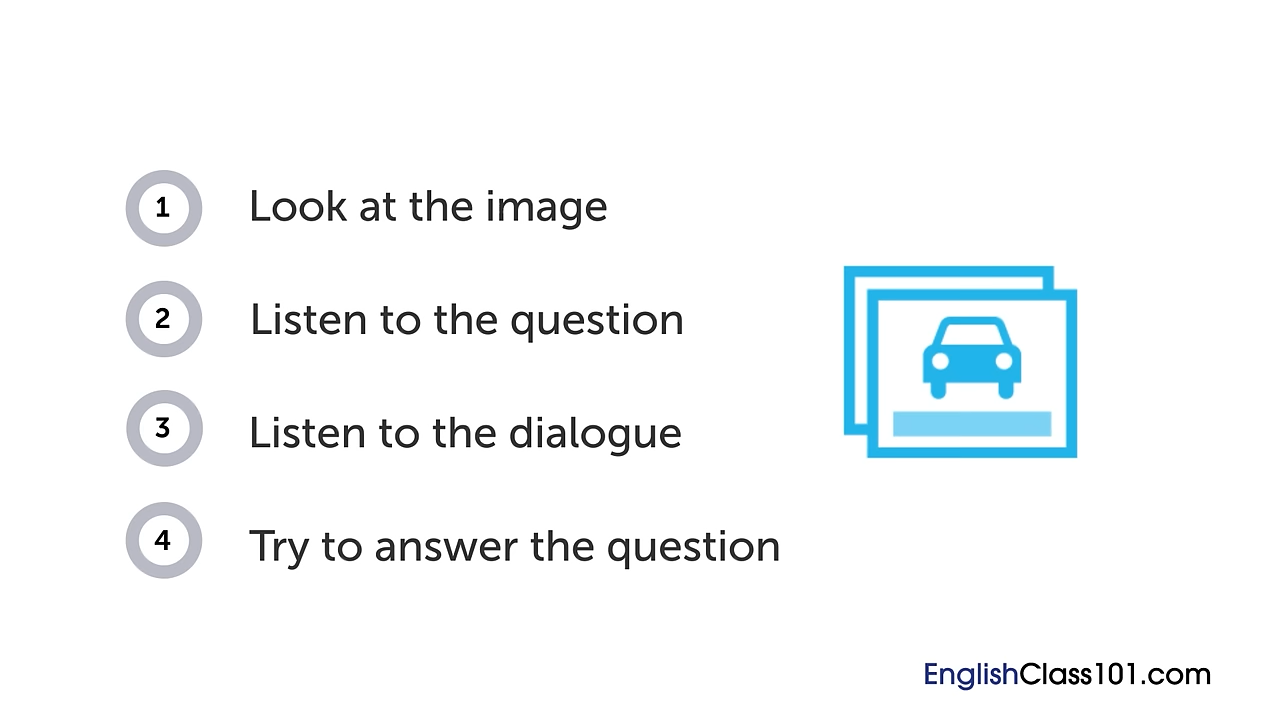 1 Look at the image
2 Listen to the question
3 Listen to the dialogue
4 Try to answer the question
EnglishClass101.com